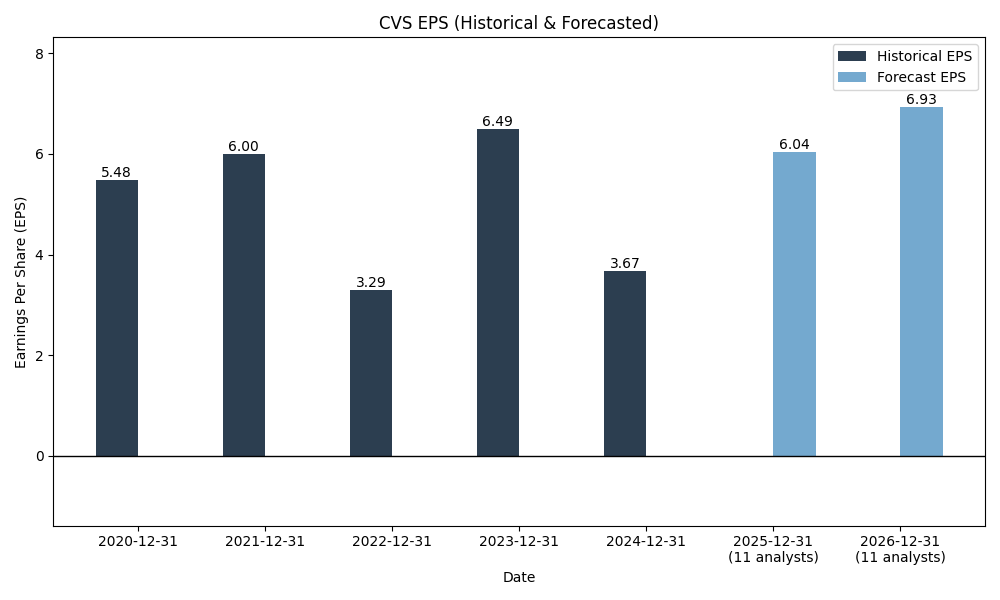 CVS EPS (Historical & Forecasted)
Historical EPS
Forecast EPS
8
6
4
2
0
Earnings Per Share (EPS)
5.48
6.00
3.29
6.49
3.67
6.04
6.93
2020-12-31
2021-12-31
2022-12-31
2023-12-31
2024-12-31
2025-12-31
(11 analysts)
2026-12-31
(11 analysts)
Date